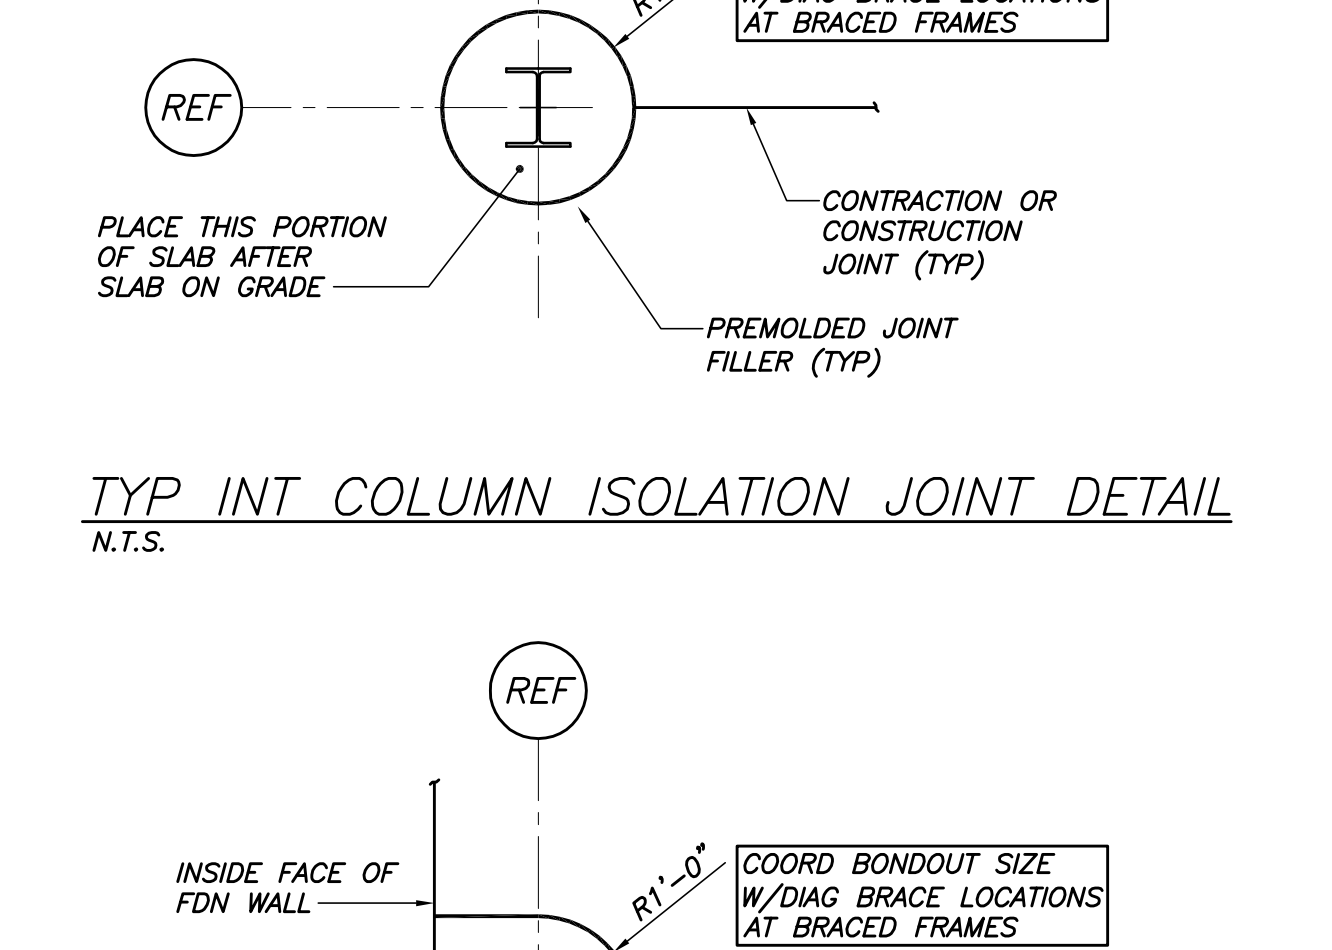 AT BRACED FRAMES
REF
CONTRACTION OR
CONSTRUCTION
JOINT (TYP)
PLACE THIS PORTION
OF SLAB AFTER
SLAB ON GRADE
PREMOLDED JOINT
FILLER (TYP)
TYP INT COLUMN ISOLATION JOINT DETAIL
N.T.S.
REF
INSIDE FACE OF
FDN WALL
R1'-0"
COORD BONDOUT SIZE
W/DIAG BRACE LOCATIONS
AT BRACED FRAMES